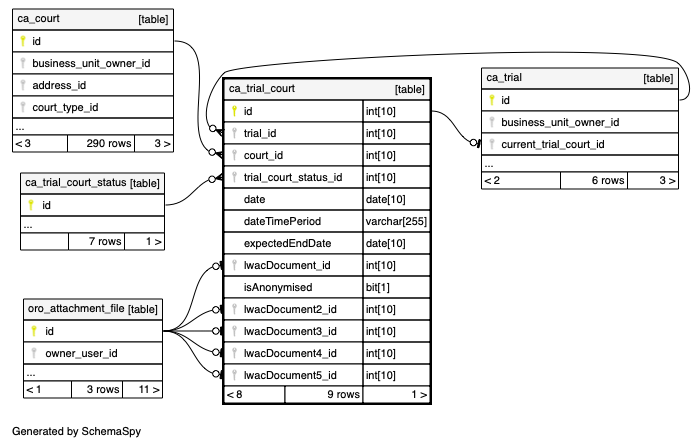 ca_court [table]
id
business_unit_owner_id
address_id
court_type_id
...
< 3 290 rows 3 >
ca_trial_court_status [table]
id
...
7 rows 1 >
oro_attachment_file [table]
id
owner_user_id
...
< 1 3 rows 11 >
ca_trial_court [table]
id int[10]
trial_id int[10]
court_id int[10]
trial_court_status_id int[10]
date date[10]
dateTimePeriod varchar[255]
expectedEndDate date[10]
lwacDocument_id int[10]
isAnonymised bit[1]
lwacDocument2_id int[10]
lwacDocument3_id int[10]
lwacDocument4_id int[10]
lwacDocument5_id int[10]
< 8 9 rows 1 >
ca_trial [table]
id
business_unit_owner_id
current_trial_court_id
...
< 2 6 rows 3 >
Generated by SchemaSpy